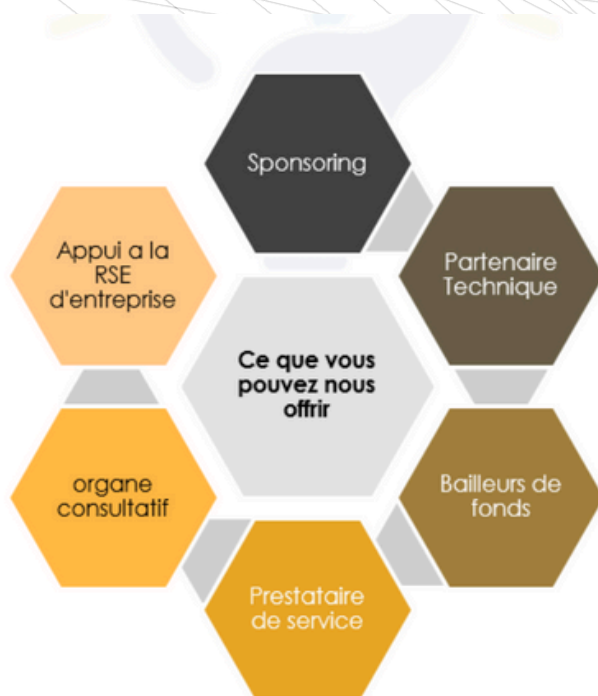 Sponsoring
Partenaire
Technique
Bailleurs de
fonds
Prestataire
de service
organe
consultatif
Appui a la
RSE
d'entreprise
Ce que vous
pouvez nous
offrir